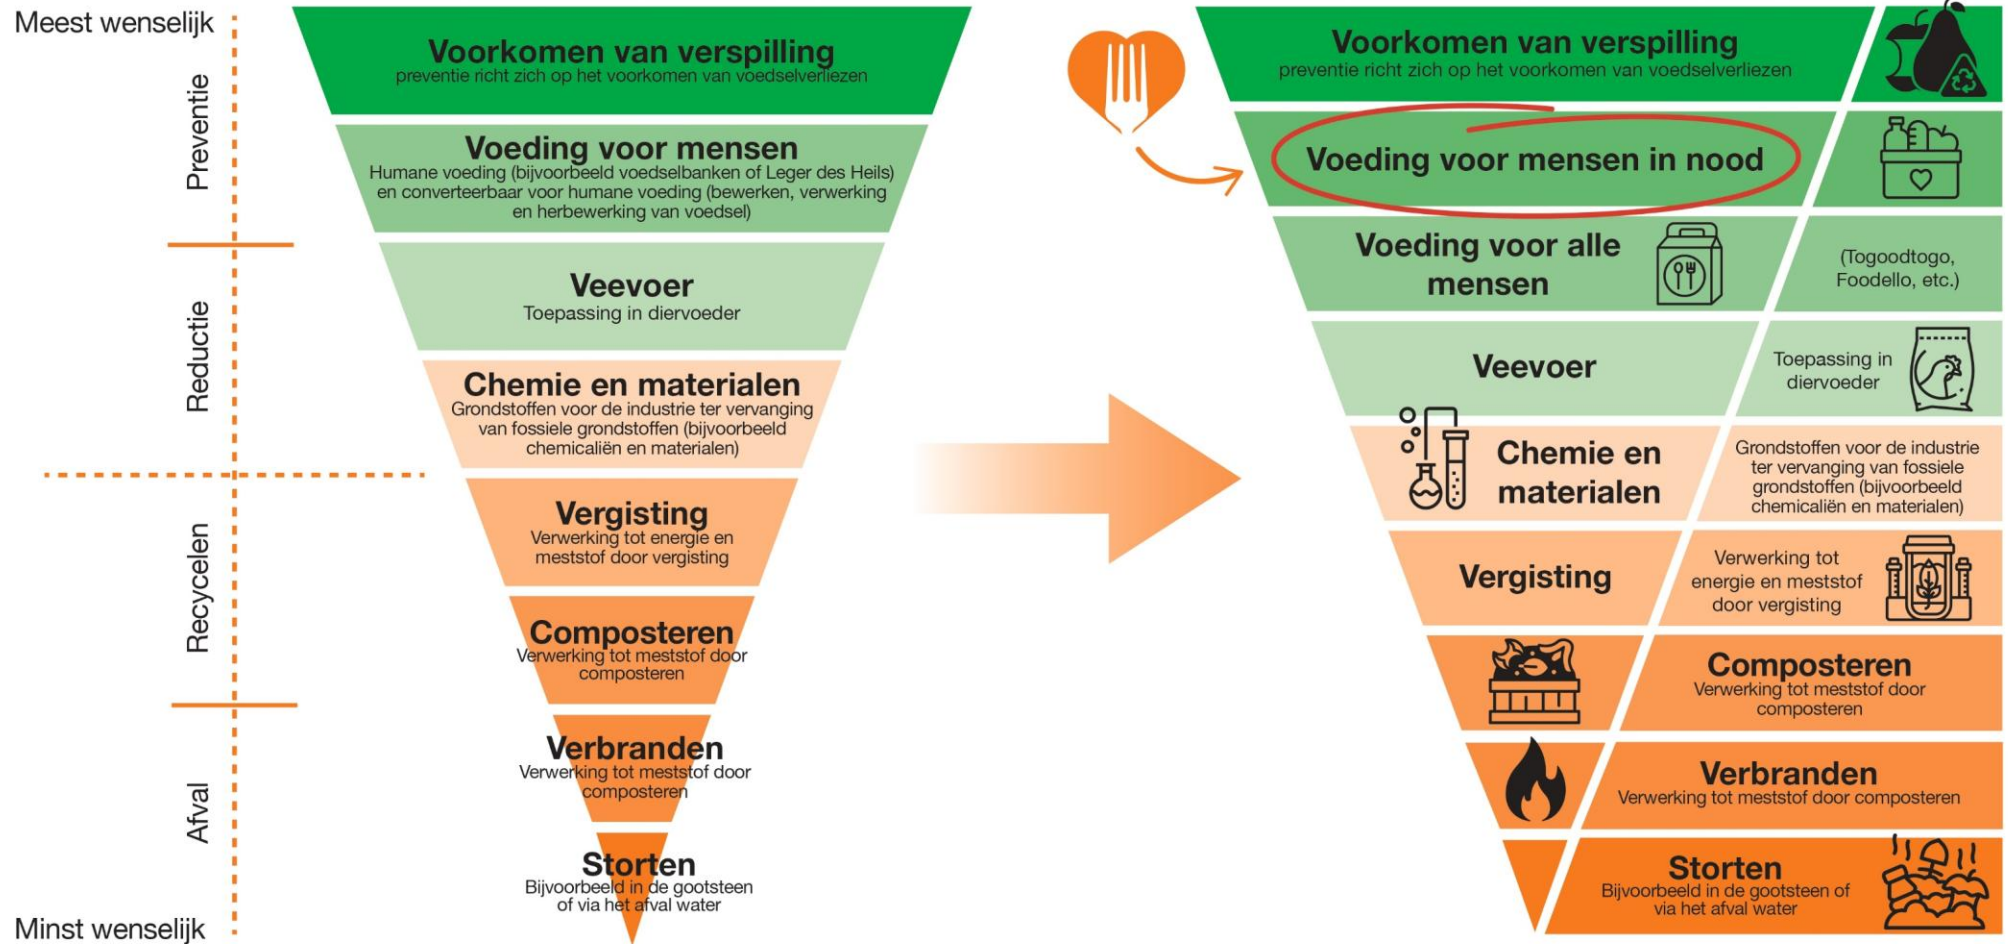 Meest wenselijk
Preventie
Reductie
Recycelen
Afval
Minst wenselijk
Voorkomen van verspilling
preventie richt zich op het voorkomen van voedselverliezen
Voeding voor mensen
Humane voeding (bijvoorbeeld voedselbanken of Leger des Heils)
en converteerbaar voor humane voeding (bewerken, verwerking
en herbewerking van voedsel)
Veevoer
Toepassing in diervoeder
Chemie en materialen
Grondstoffen voor de industrie ter vervanging
van fossiele grondstoffen (bijvoorbeeld
chemicaliën en materialen)
Vergisting
Verwerking tot energie en
meststof door vergisting
Composteren
Verwerking tot meststof door
composteren
Verbranden
Verwerking tot meststof door
composteren
Storten
Bijvoorbeeld in de gootsteen
of via het afval water
Voorkomen van verspilling
preventie richt zich op het voorkomen van voedselverliezen
Voeding voor mensen in nood
Voeding voor alle
mensen
(Togoodtogo,
Foodello, etc.)
Veevoer
Toepassing in
diervoeder
Chemie en
materialen
Grondstoffen voor de industrie
ter vervanging van fossiele
grondstoffen (bijvoorbeeld
chemicaliën en materialen)
Vergisting
Verwerking tot
energie en meststof
door vergisting
Composteren
Verwerking tot meststof door
composteren
Verbranden
Verwerking tot meststof door composteren
Storten
Bijvoorbeeld in de gootsteen of
via het afval water